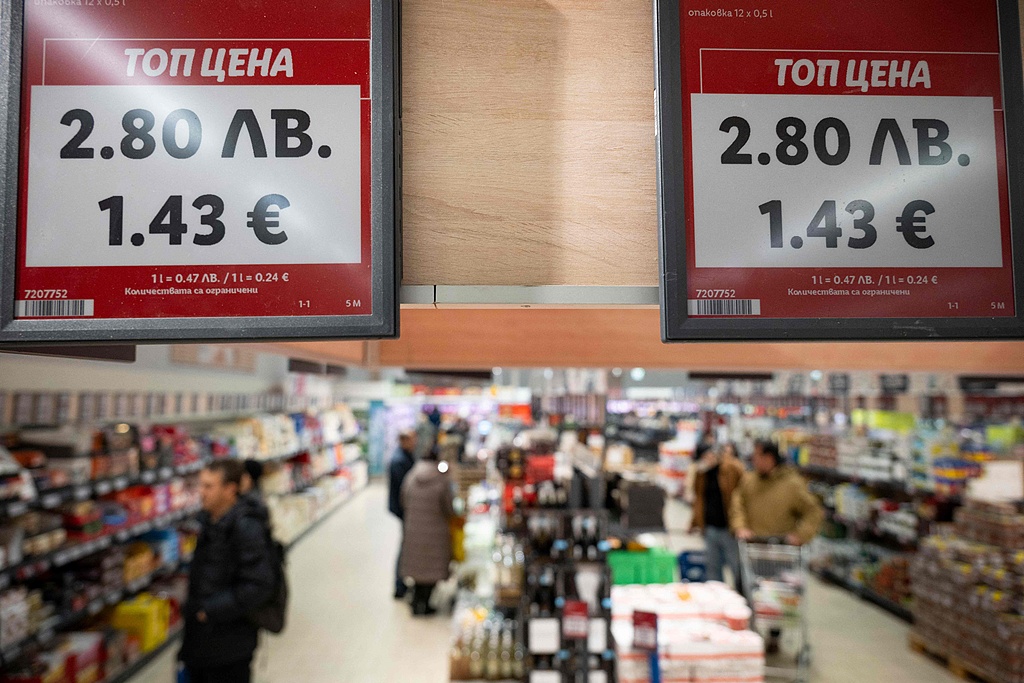 опаковка 12 x 0,5 l
ТОП ЦЕНА
2.80 ЛВ.
1.43 €
1 l = 0.47 ЛВ. / 1 l = 0.24 €
Количествата са ограничени
7207752
1-1
5 M
опаковка 12 x 0,5 l
ТОП ЦЕНА
2.80 ЛВ.
1.43 €
1 l = 0.47 ЛВ. / 1 l = 0.24 €
Количествата са ограничени
7207752
1-1
5 M